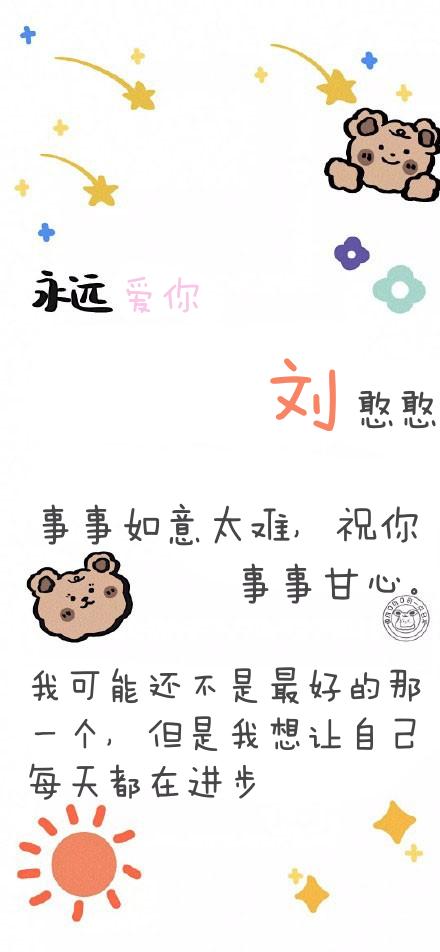 永远 爱你
刘 憨憨
事事如意太难, 祝你
事事甘心。
我可能还不是最好的那
一个, 但是我想让自己
每天都在进步